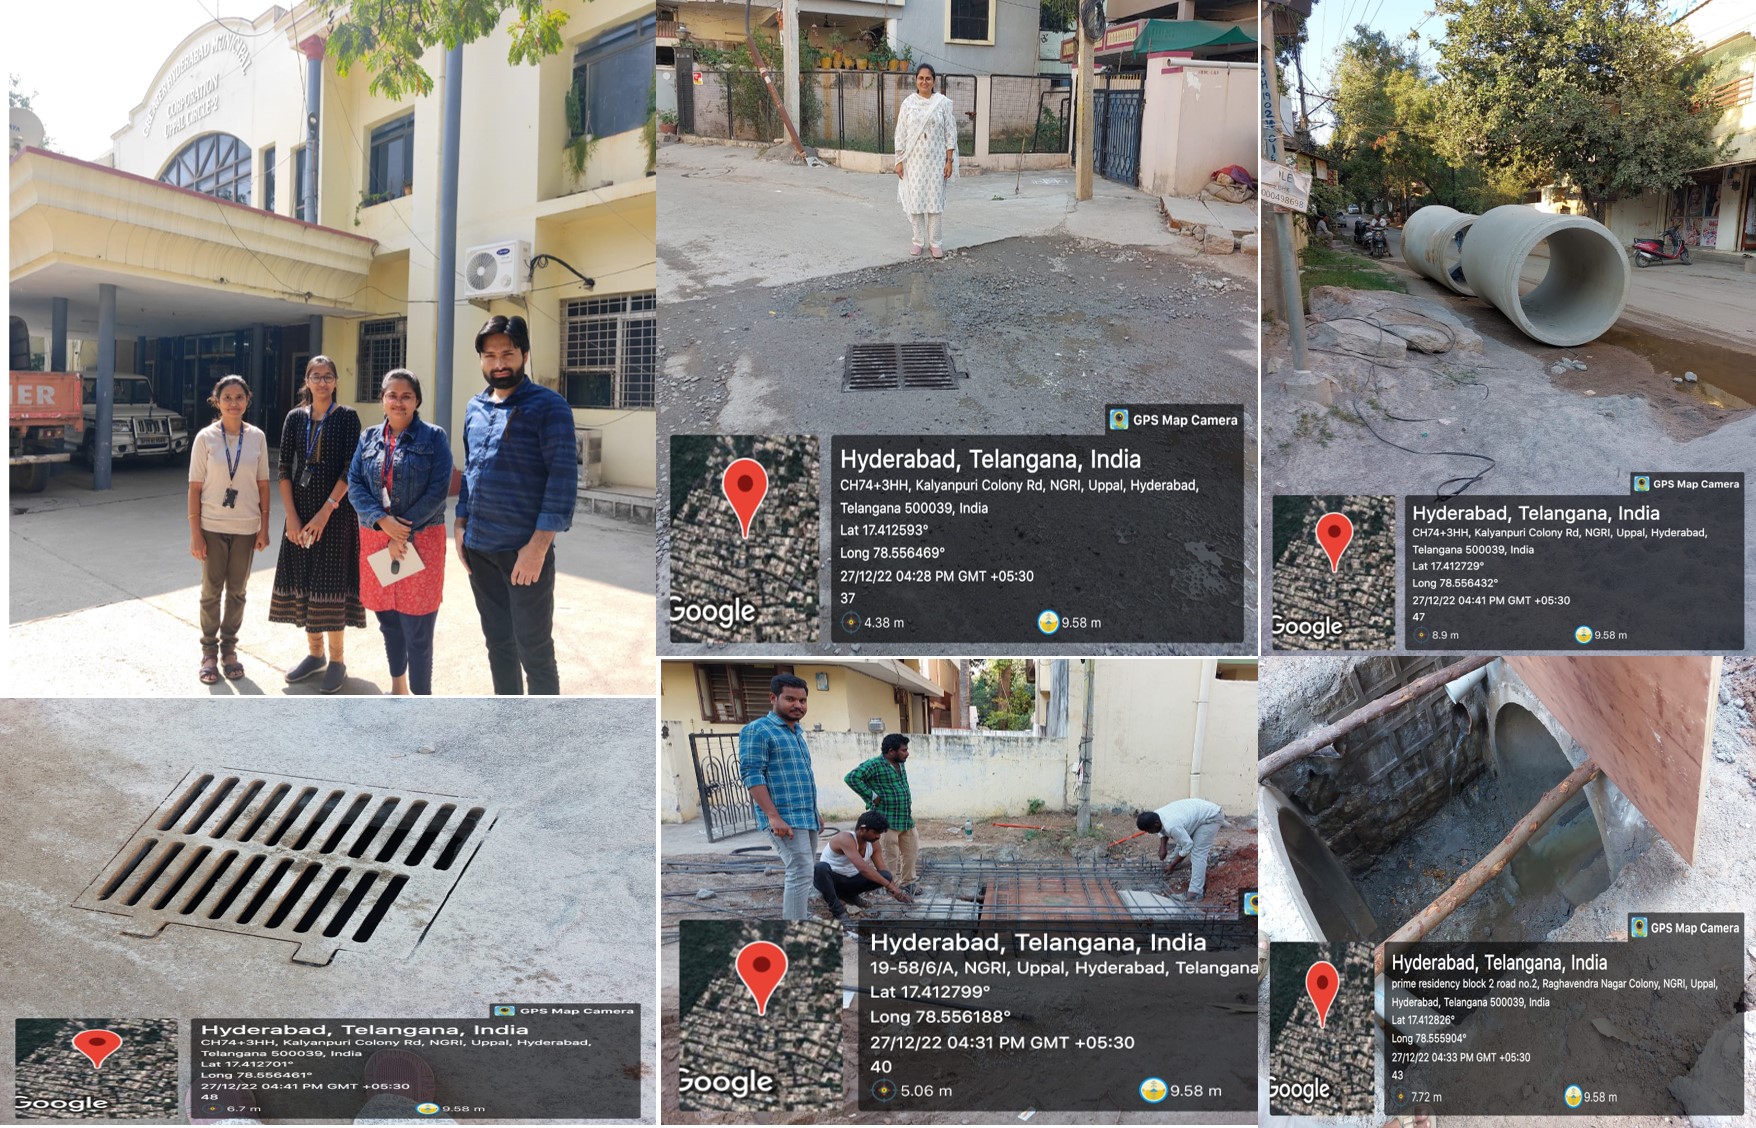 GREATER HYDERABAD MUNICIPAL
CORPORATION
UPPAL CIRCLE-2
GPS Map Camera
Hyderabad, Telangana, India
CH74+3HH, Kalyanpuri Colony Rd, NGRI, Uppal, Hyderabad,
Telangana 500039, India
Lat 17.412593°
Long 78.556469°
27/12/22 04:28 PM GMT +05:30
37
4.38 m
9.58 m
Google
000498698
GPS Map Camera
Hyderabad, Telangana, India
CH74+3HH, Kalyanpuri Colony Rd, NGRI, Uppal, Hyderabad,
Telangana 500039, India
Lat 17.412729°
Long 78.556432°
27/12/22 04:41 PM GMT +05:30
47
8.9 m
9.58 m
Google
GPS Map Camera
Hyderabad, Telangana, India
CH74+3HH, Kalyanpuri Colony Rd, NGRI, Uppal, Hyderabad,
Telangana 500039, India
Lat 17.412701°
Long 78.556461°
27/12/22 04:41 PM GMT +05:30
48
6.7 m
9.58 m
Google
Hyderabad, Telangana, India
19-58/6/A, NGRI, Uppal, Hyderabad, Telangana
Lat 17.412799°
Long 78.556188°
27/12/22 04:31 PM GMT +05:30
40
5.06 m
9.58 m
Google
GPS Map Camera
Hyderabad, Telangana, India
prime residency block 2 road no.2, Raghavendra Nagar Colony, NGRI, Uppal,
Hyderabad, Telangana 500039, India
Lat 17.412826°
Long 78.555904°
27/12/22 04:33 PM GMT +05:30
43
7.72 m
9.58 m
Google